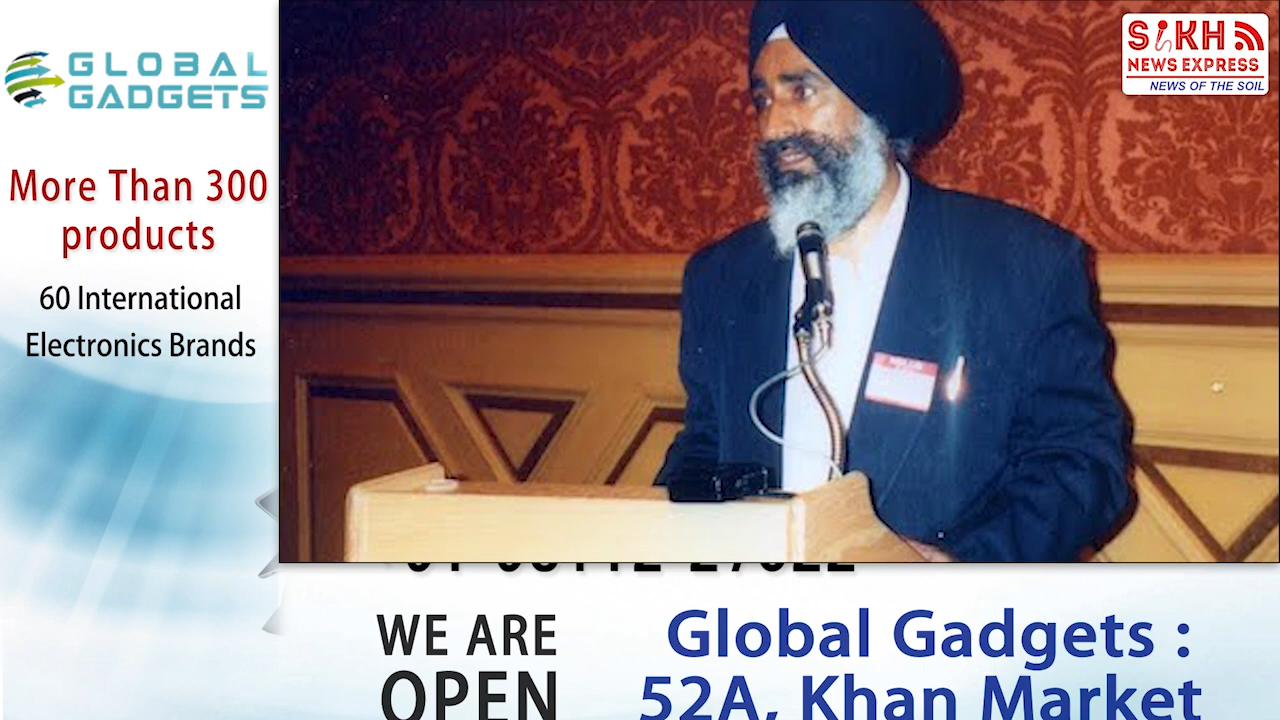 GLOBAL
GADGETS
More Than 300
products
60 International
Electronics Brands
SiKH
NEWS EXPRESS
NEWS OF THE SOIL
WE ARE
OPEN
Global Gadgets :
52A, Khan Market